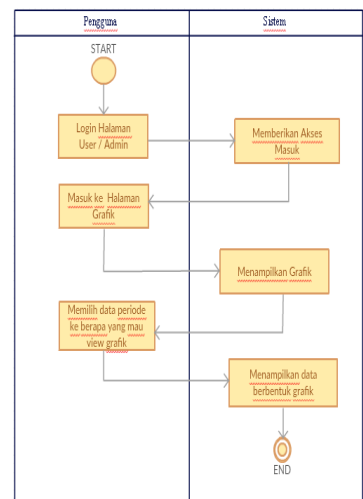 Pengguna
Sistem
START
Login Halaman
User / Admin
Memberikan Akses
Masuk
Masuk ke Halaman
Grafik
Menampilkan Grafik
Memilih data periode
ke berapa yang mau
view grafik
Menampilkan data
berbentuk grafik
END